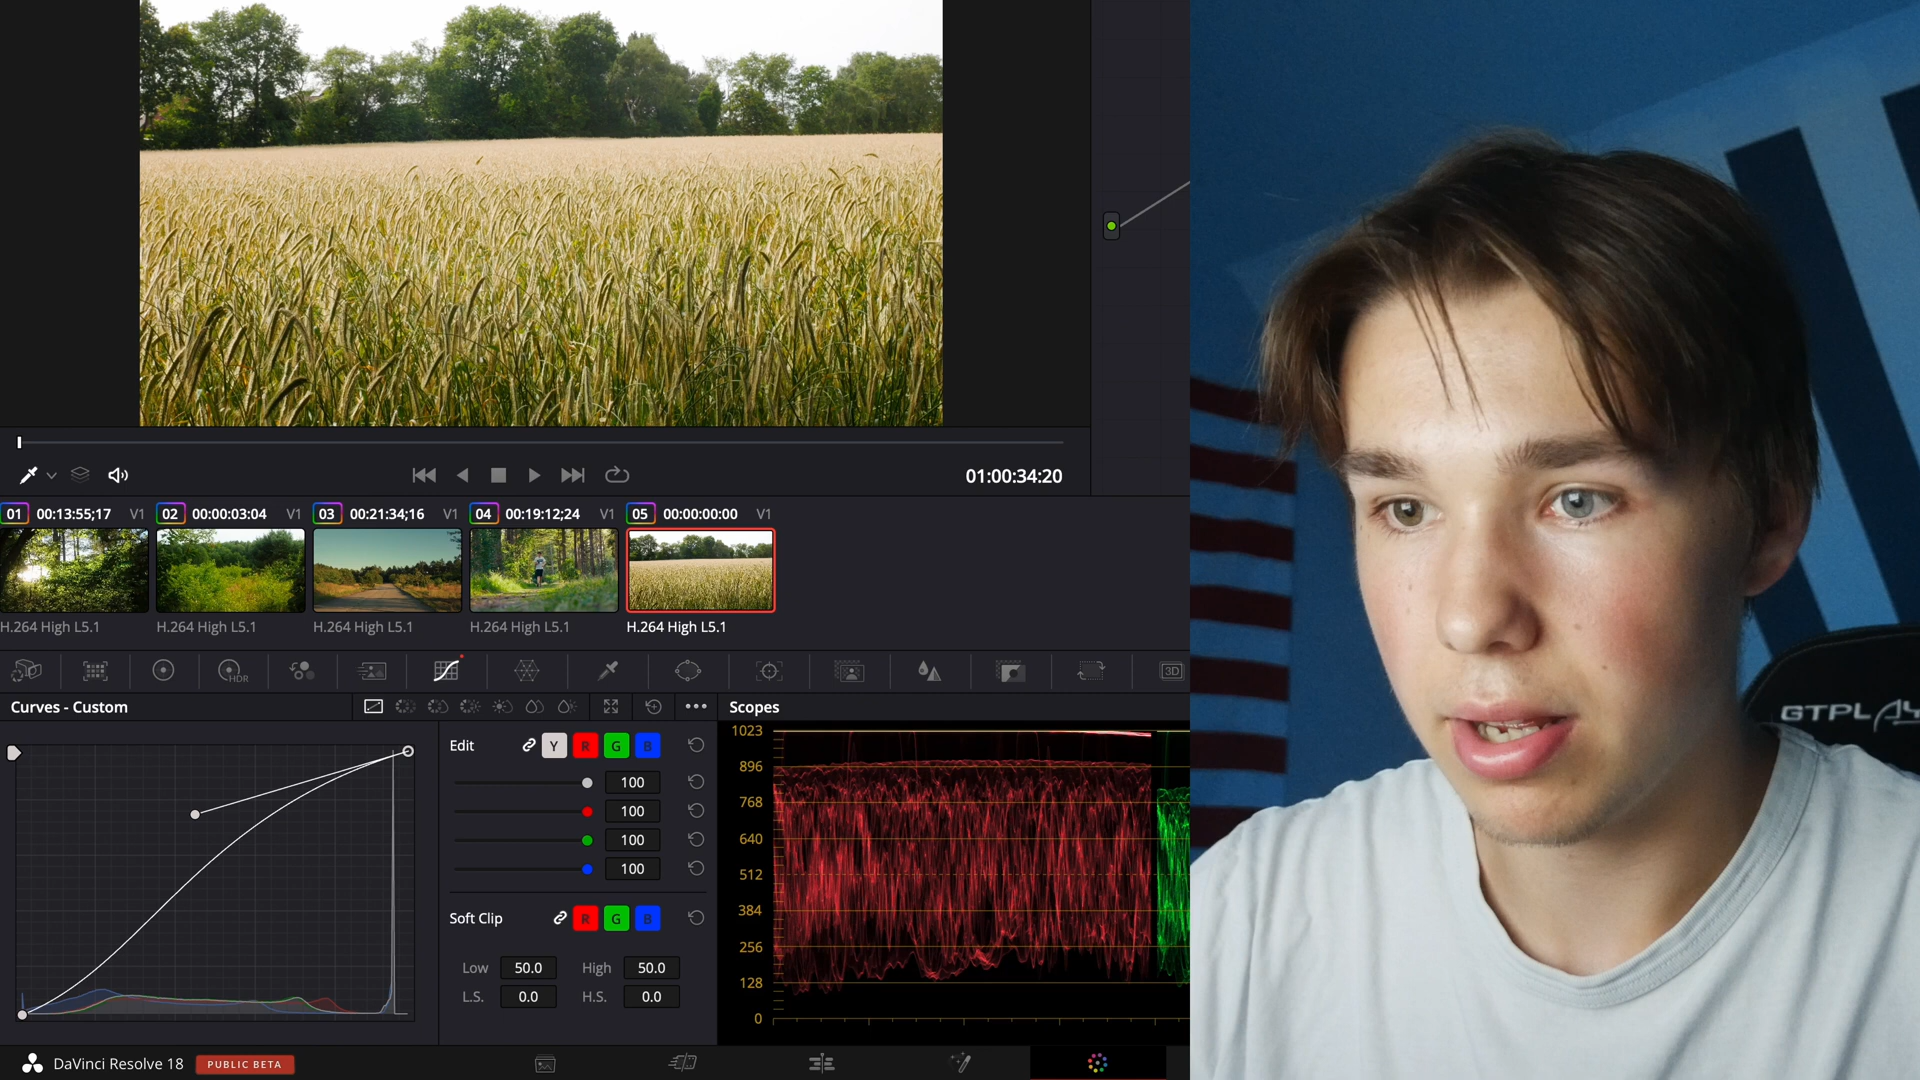 01:00:34:20
01 00:13:55;17 V1 02 00:00:03:04 V1 03 00:21:34;16 V1 04 00:19:12;24 V1 05 00:00:00:00 V1
H.264 High L5.1 H.264 High L5.1 H.264 High L5.1 H.264 High L5.1 H.264 High L5.1
HDR
3D
Curves - Custom
Scopes
Edit Y R G B
100
100
100
100
Soft Clip R G B
Low 50.0 High 50.0
L.S. 0.0 H.S. 0.0
1023
896
768
640
512
384
256
128
0
GTPLAY
DaVinci Resolve 18 PUBLIC BETA